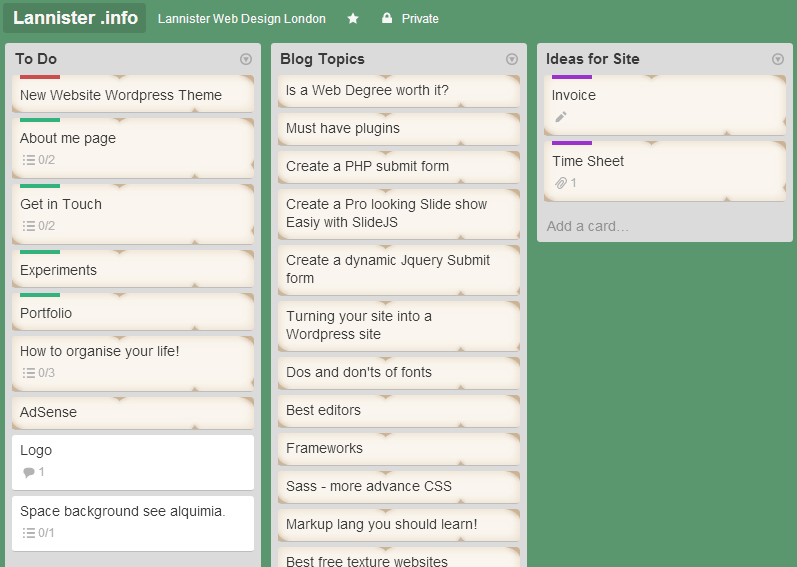 Lannister .info
Lannister Web Design London
Private
To Do
New Website Wordpress Theme
About me page
0/2
Get in Touch
0/2
Experiments
Portfolio
How to organise your life!
0/3
AdSense
Logo
1
Space background see alquimia.
0/1
Blog Topics
Is a Web Degree worth it?
Must have plugins
Create a PHP submit form
Create a Pro looking Slide show
Easiy with SlideJS
Create a dynamic Jquery Submit
form
Turning your site into a
Wordpress site
Dos and don'ts of fonts
Best editors
Frameworks
Sass - more advance CSS
Markup lang you should learn!
Best free texture websites
Ideas for Site
Invoice
Time Sheet
1
Add a card…